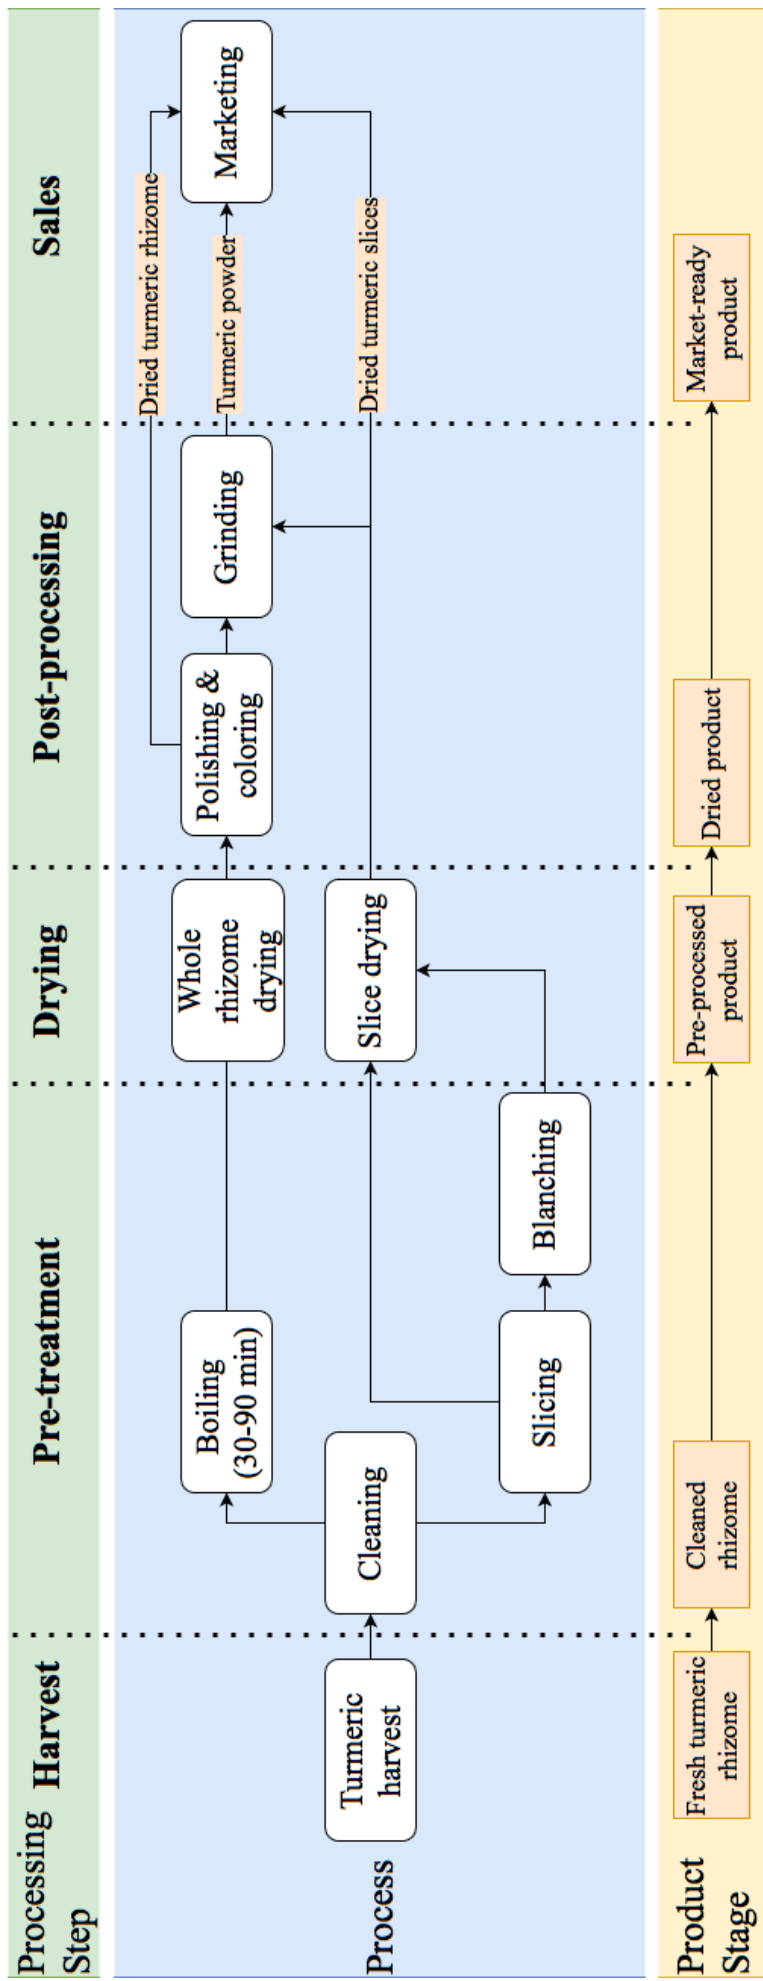 Processing
Step
Harvest
Pre-treatment
Drying
Post-processing
Sales
Process
Turmeric
harvest
Cleaning
Boiling
(30-90 min)
Slicing
Blanching
Whole
rhizome
drying
Slice drying
Polishing &
coloring
Grinding
Dried turmeric rhizome
Turmeric powder
Dried turmeric slices
Marketing
Product
Stage
Fresh turmeric
rhizome
Cleaned
rhizome
Pre-processed
product
Dried product
Market-ready
product